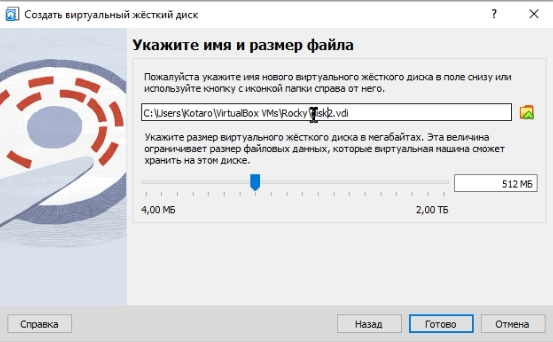 Создать виртуальный жёсткий диск
Укажите имя и размер файла
Пожалуйста укажите имя нового виртуального жёсткого диска в поле снизу или
используйте кнопку с иконкой папки справа от него.
C:\Users\Kotaro\VirtualBox VMs\Rocky\disk2.vdi
Укажите размер виртуального жёсткого диска в мегабайтах. Эта величина
ограничивает размер файловых данных, которые виртуальная машина сможет
хранить на этом диске.
512 МБ
4,00 МБ 2,00 ТБ
Справка Назад Готово Отмена